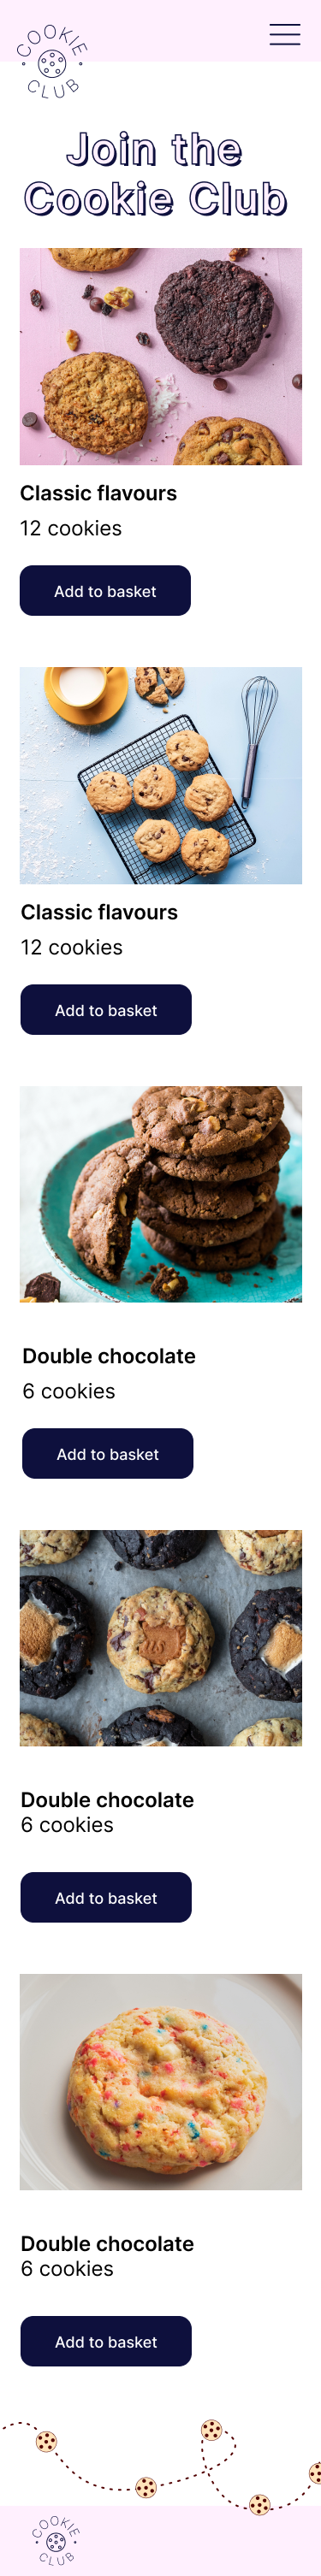 COOKIE
CLUB
Join the
Cookie Club
Classic flavours
12 cookies
Add to basket
Classic flavours
12 cookies
Add to basket
Double chocolate
6 cookies
Add to basket
Double chocolate
6 cookies
Add to basket
Double chocolate
6 cookies
Add to basket
COOKIE
CLUB